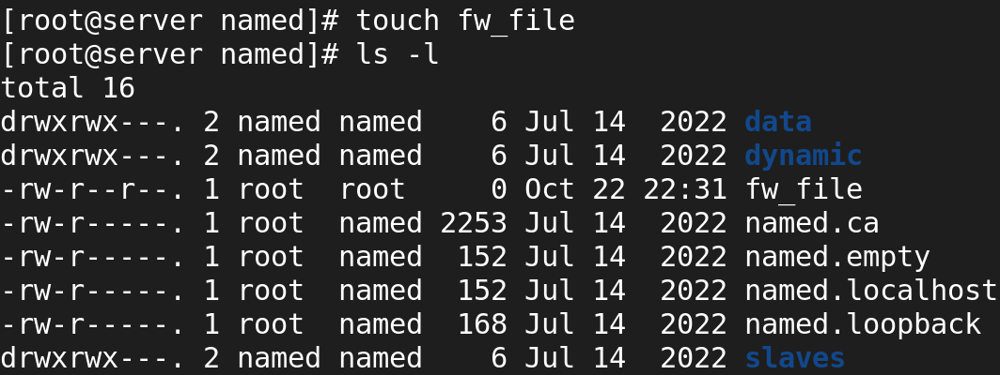 [root@server named]# touch fw_file
[root@server named]# ls -l
total 16
drwxrwx---. 2 named named    6 Jul 14  2022 data
drwxrwx---. 2 named named    6 Jul 14  2022 dynamic
-rw-r--r--. 1 root  root     0 Oct 22 22:31 fw_file
-rw-r-----. 1 root  named 2253 Jul 14  2022 named.ca
-rw-r-----. 1 root  named  152 Jul 14  2022 named.empty
-rw-r-----. 1 root  named  152 Jul 14  2022 named.localhost
-rw-r-----. 1 root  named  168 Jul 14  2022 named.loopback
drwxrwx---. 2 named named    6 Jul 14  2022 slaves